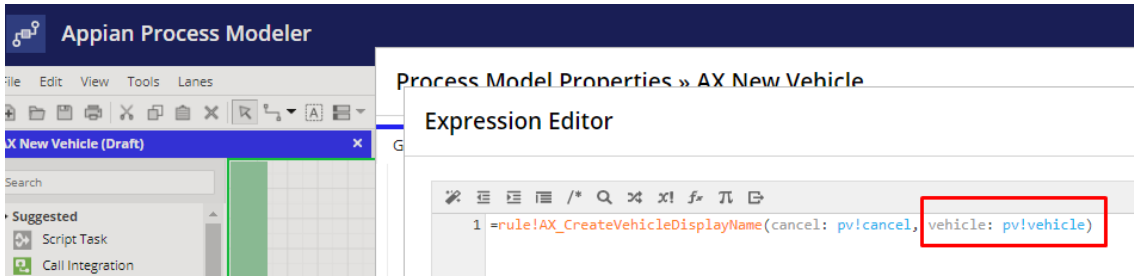 Appian Process Modeler
File Edit View Tools Lanes
AX New Vehicle (Draft) ×
Search
Suggested
Script Task
Call Integration
Process Model Properties » AX New Vehicle
Expression Editor
1 =rule!AX_CreateVehicleDisplayName(cancel: pv!cancel, vehicle: pv!vehicle)